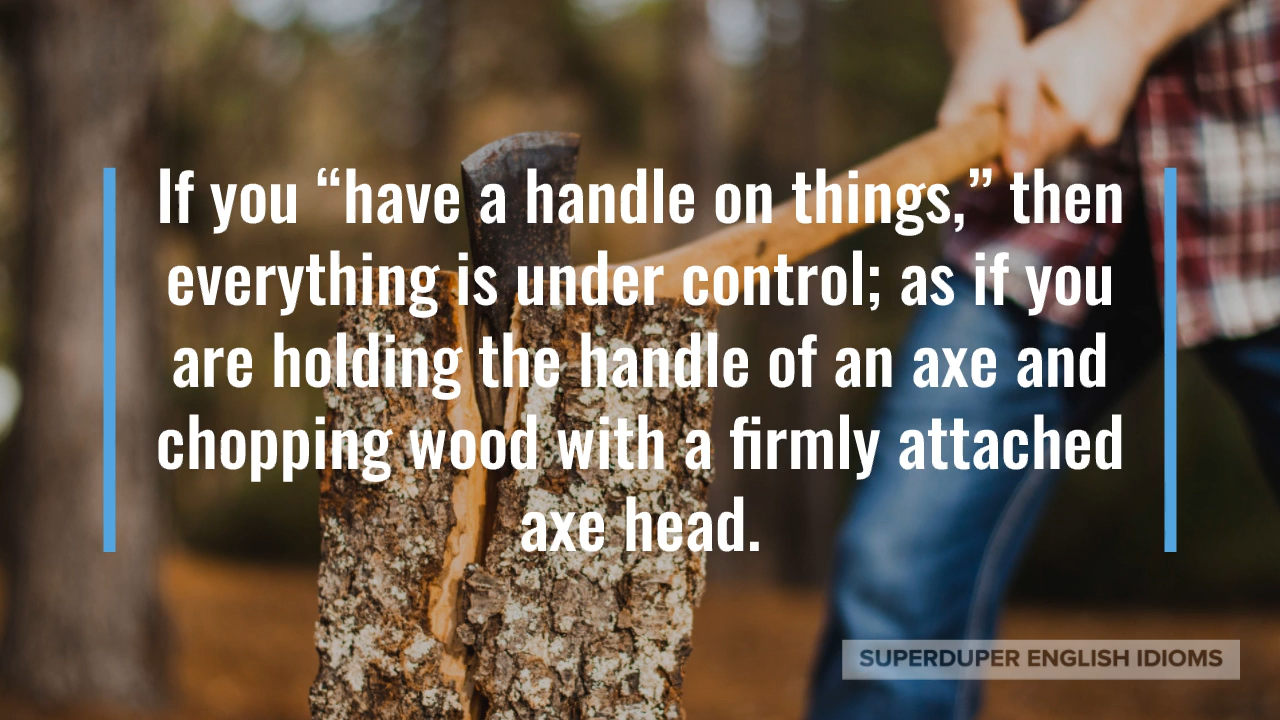 If you “have a handle on things,” then
everything is under control; as if you
are holding the handle of an axe and
chopping wood with a firmly attached
axe head.
SUPERDUPER ENGLISH IDIOMS